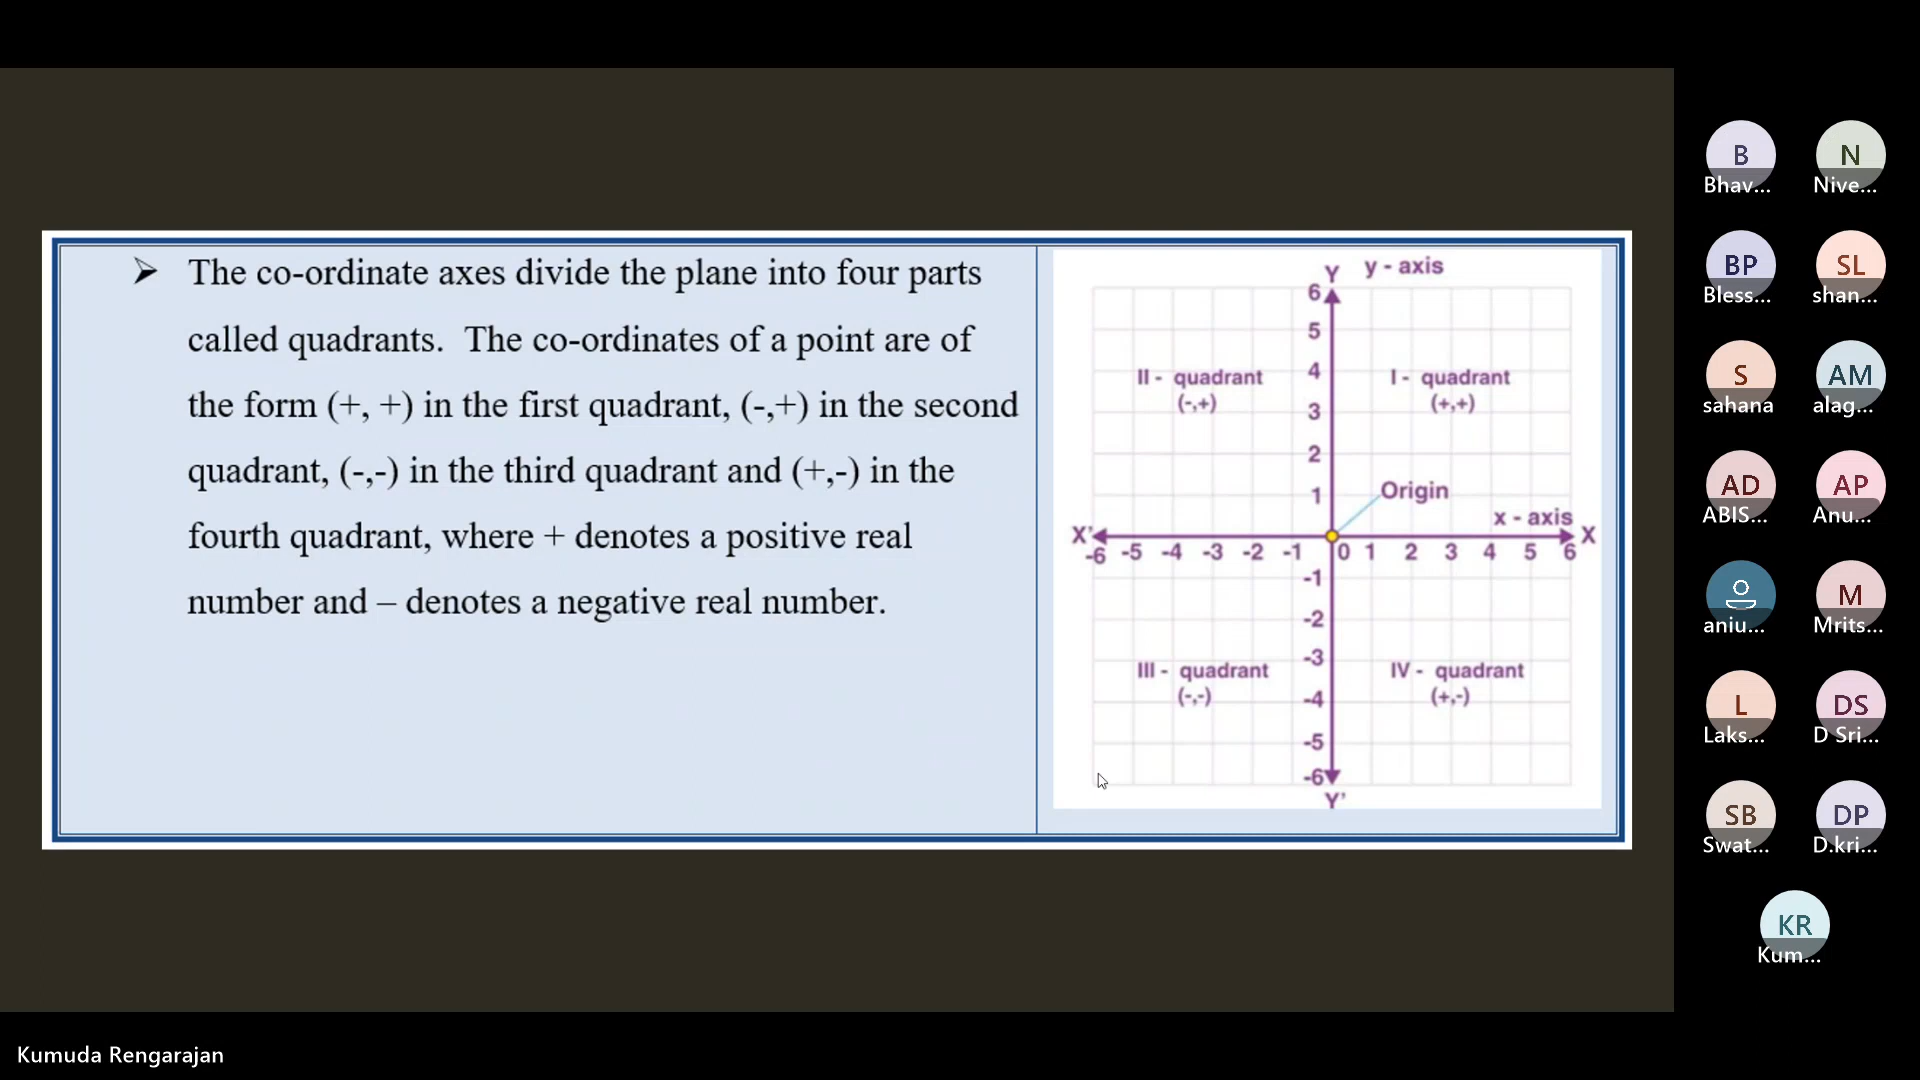 ➢ The co-ordinate axes divide the plane into four parts
called quadrants. The co-ordinates of a point are of
the form (+, +) in the first quadrant, (-,+) in the second
quadrant, (-,-) in the third quadrant and (+,-) in the
fourth quadrant, where + denotes a positive real
number and – denotes a negative real number.
Y y - axis
6
5
II - quadrant 4 I - quadrant
(-,+) (+,+)
3
2
1 Origin
x - axis
X' X
-6 -5 -4 -3 -2 -1 0 1 2 3 4 5 6
-1
-2
-3
III - quadrant IV - quadrant
(-,-) -4 (+,-)
-5
-6
Y'
B N
Bhav... Nive...
BP SL
Bless... shan...
S AM
sahana alag...
AD AP
ABIS... Anu...
M
aniu... Mrits...
L DS
Laks... D Sri...
SB DP
Swat... D.kri...
KR
Kum...
Kumuda Rengarajan